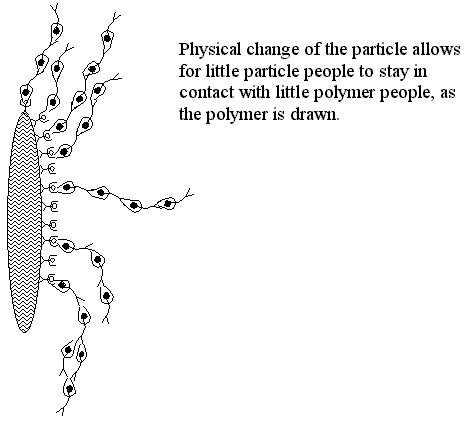 Physical change of the particle allows
for little particle people to stay in
contact with little polymer people, as
the polymer is drawn.